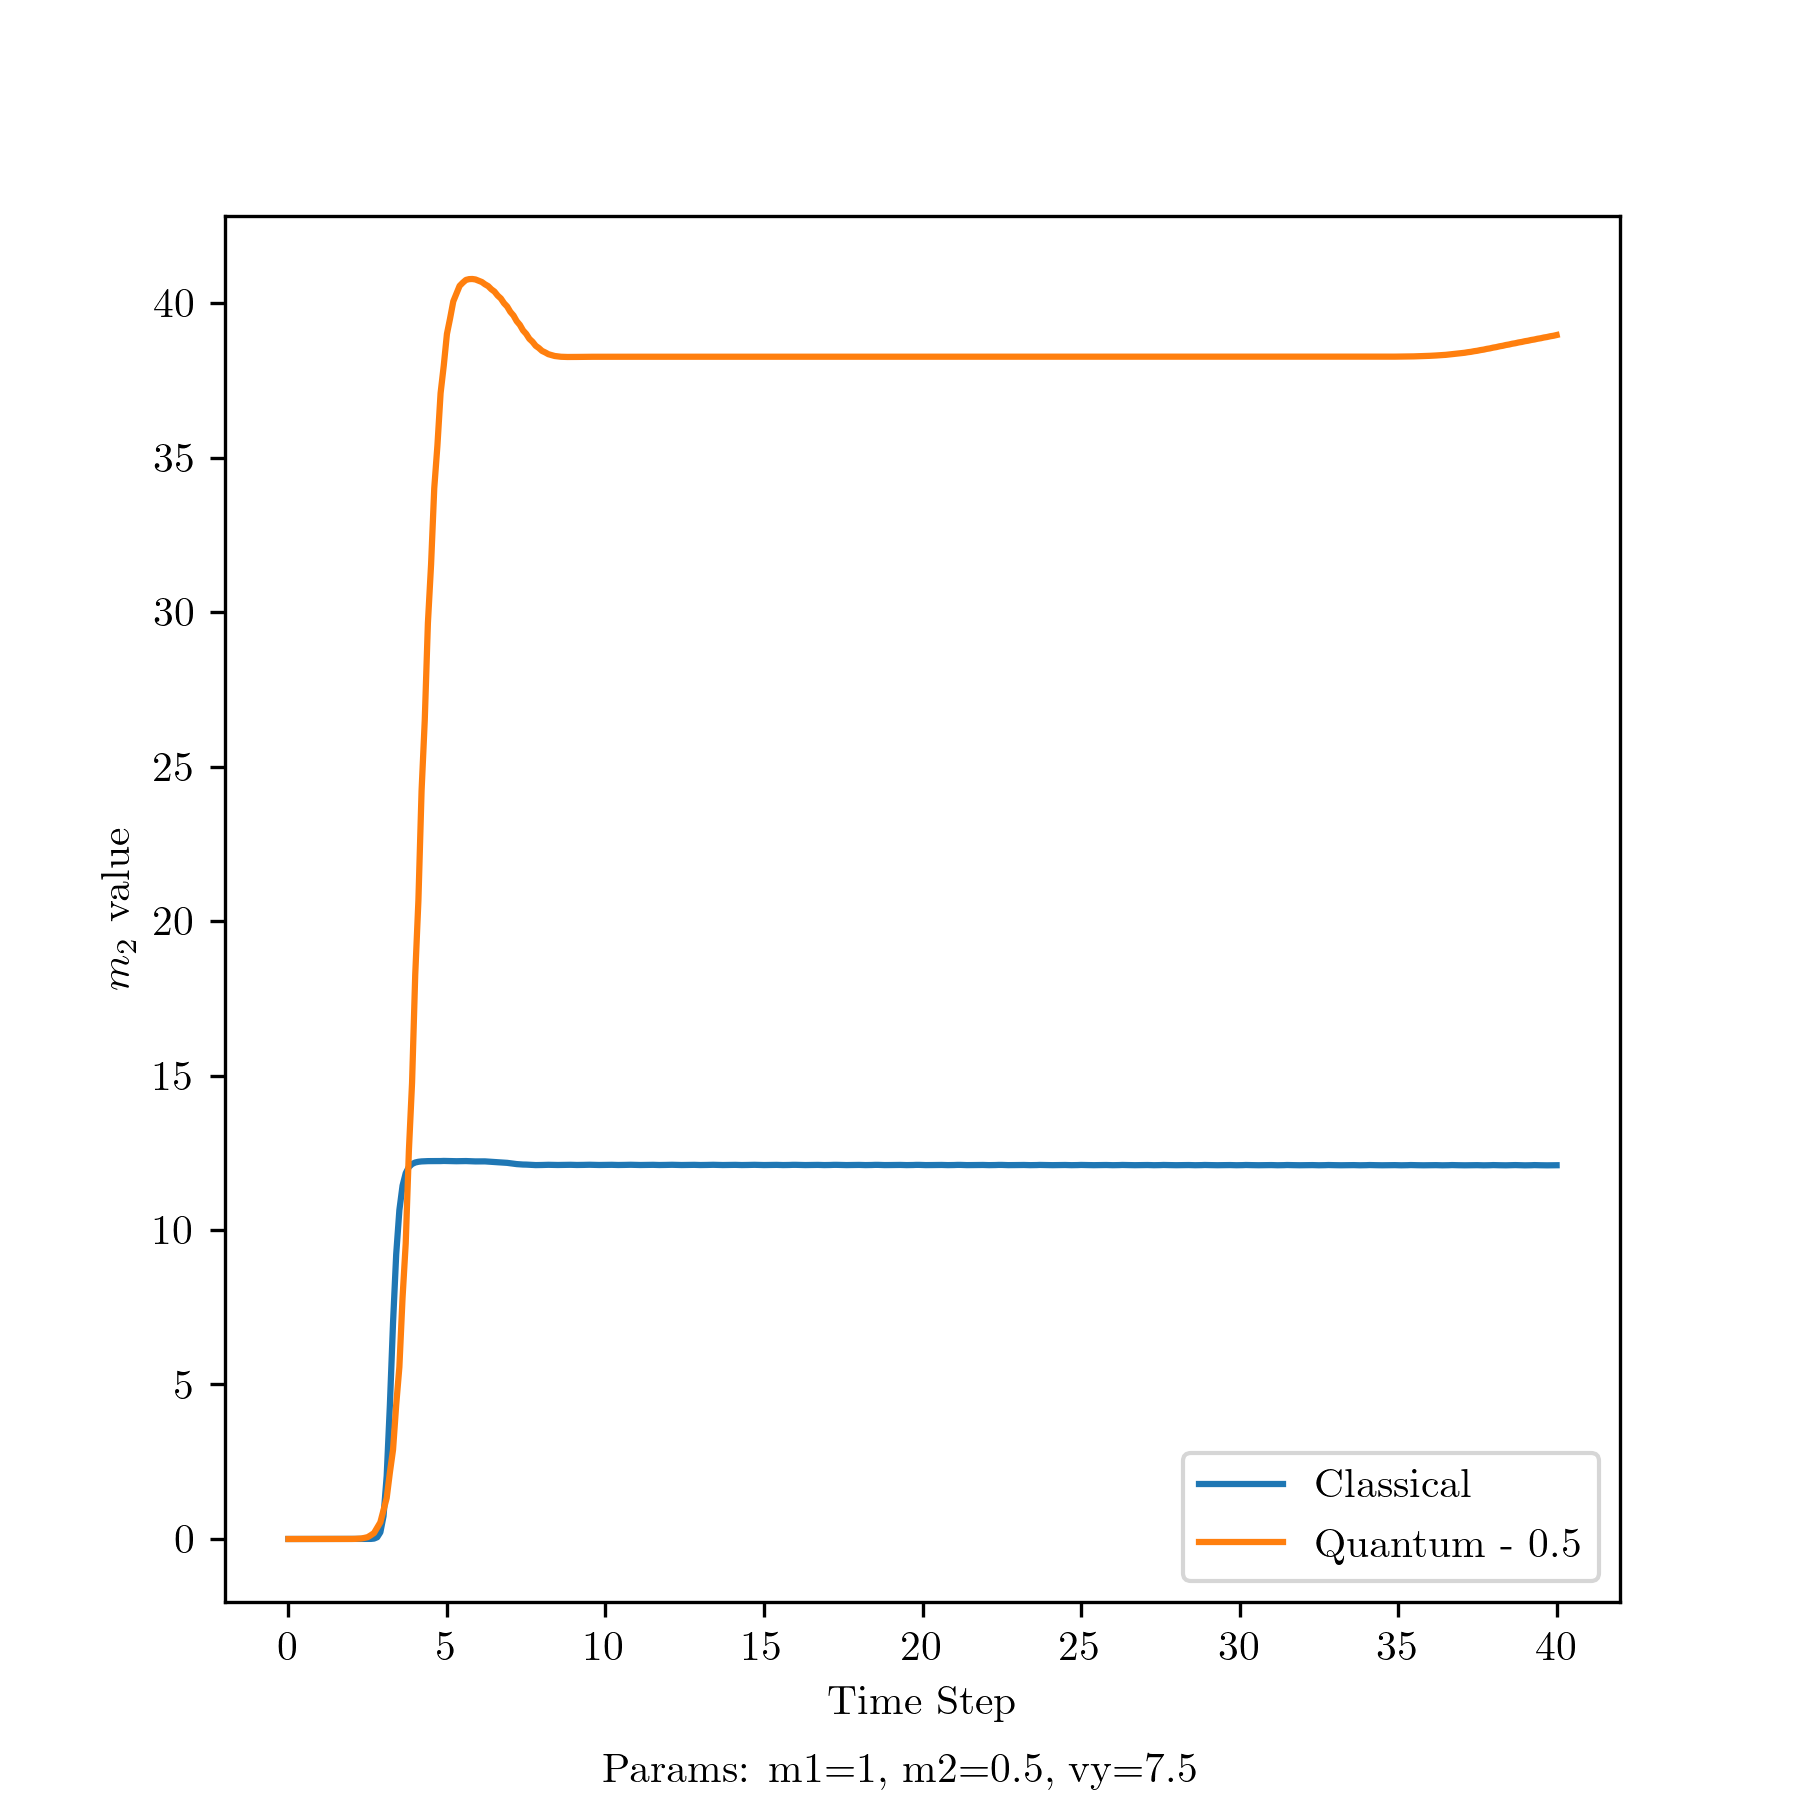 40
35
30
25
20
15
10
5
0
m₂ value
Classical
Quantum - 0.5
0 5 10 15 20 25 30 35 40
Time Step
Params: m1=1, m2=0.5, vy=7.5